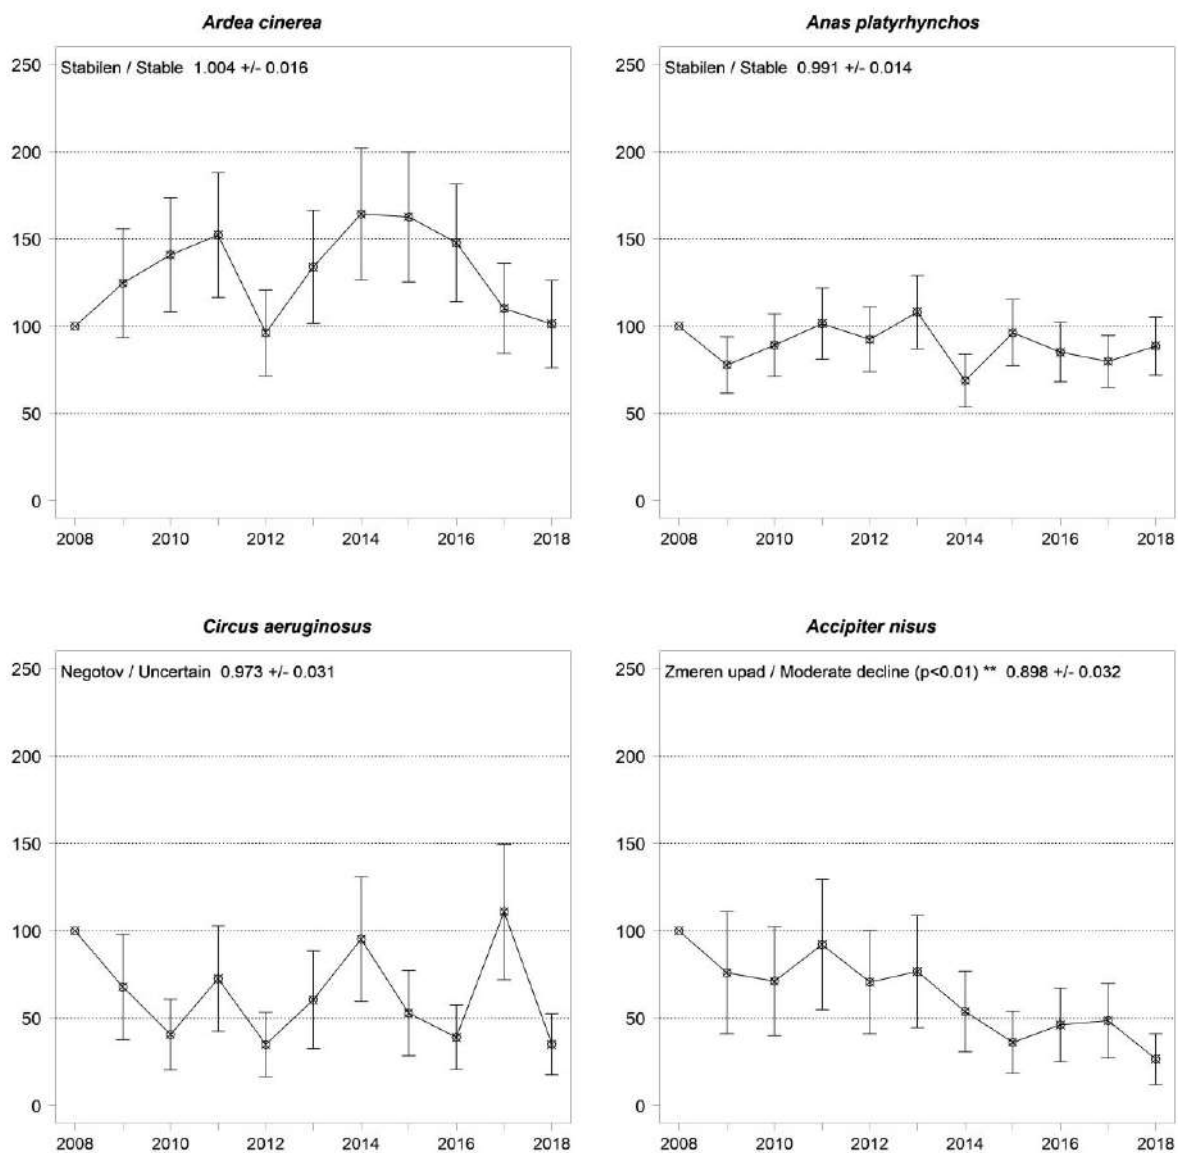 Ardea cinerea
Stabilen / Stable 1.004 +/- 0.016
250
200
150
100
50
0
2008 2010 2012 2014 2016 2018
Anas platyrhynchos
Stabilen / Stable 0.991 +/- 0.014
250
200
150
100
50
0
2008 2010 2012 2014 2016 2018
Circus aeruginosus
Negotov / Uncertain 0.973 +/- 0.031
250
200
150
100
50
0
2008 2010 2012 2014 2016 2018
Accipiter nisus
Zmeren upad / Moderate decline (p<0.01) ** 0.898 +/- 0.032
250
200
150
100
50
0
2008 2010 2012 2014 2016 2018